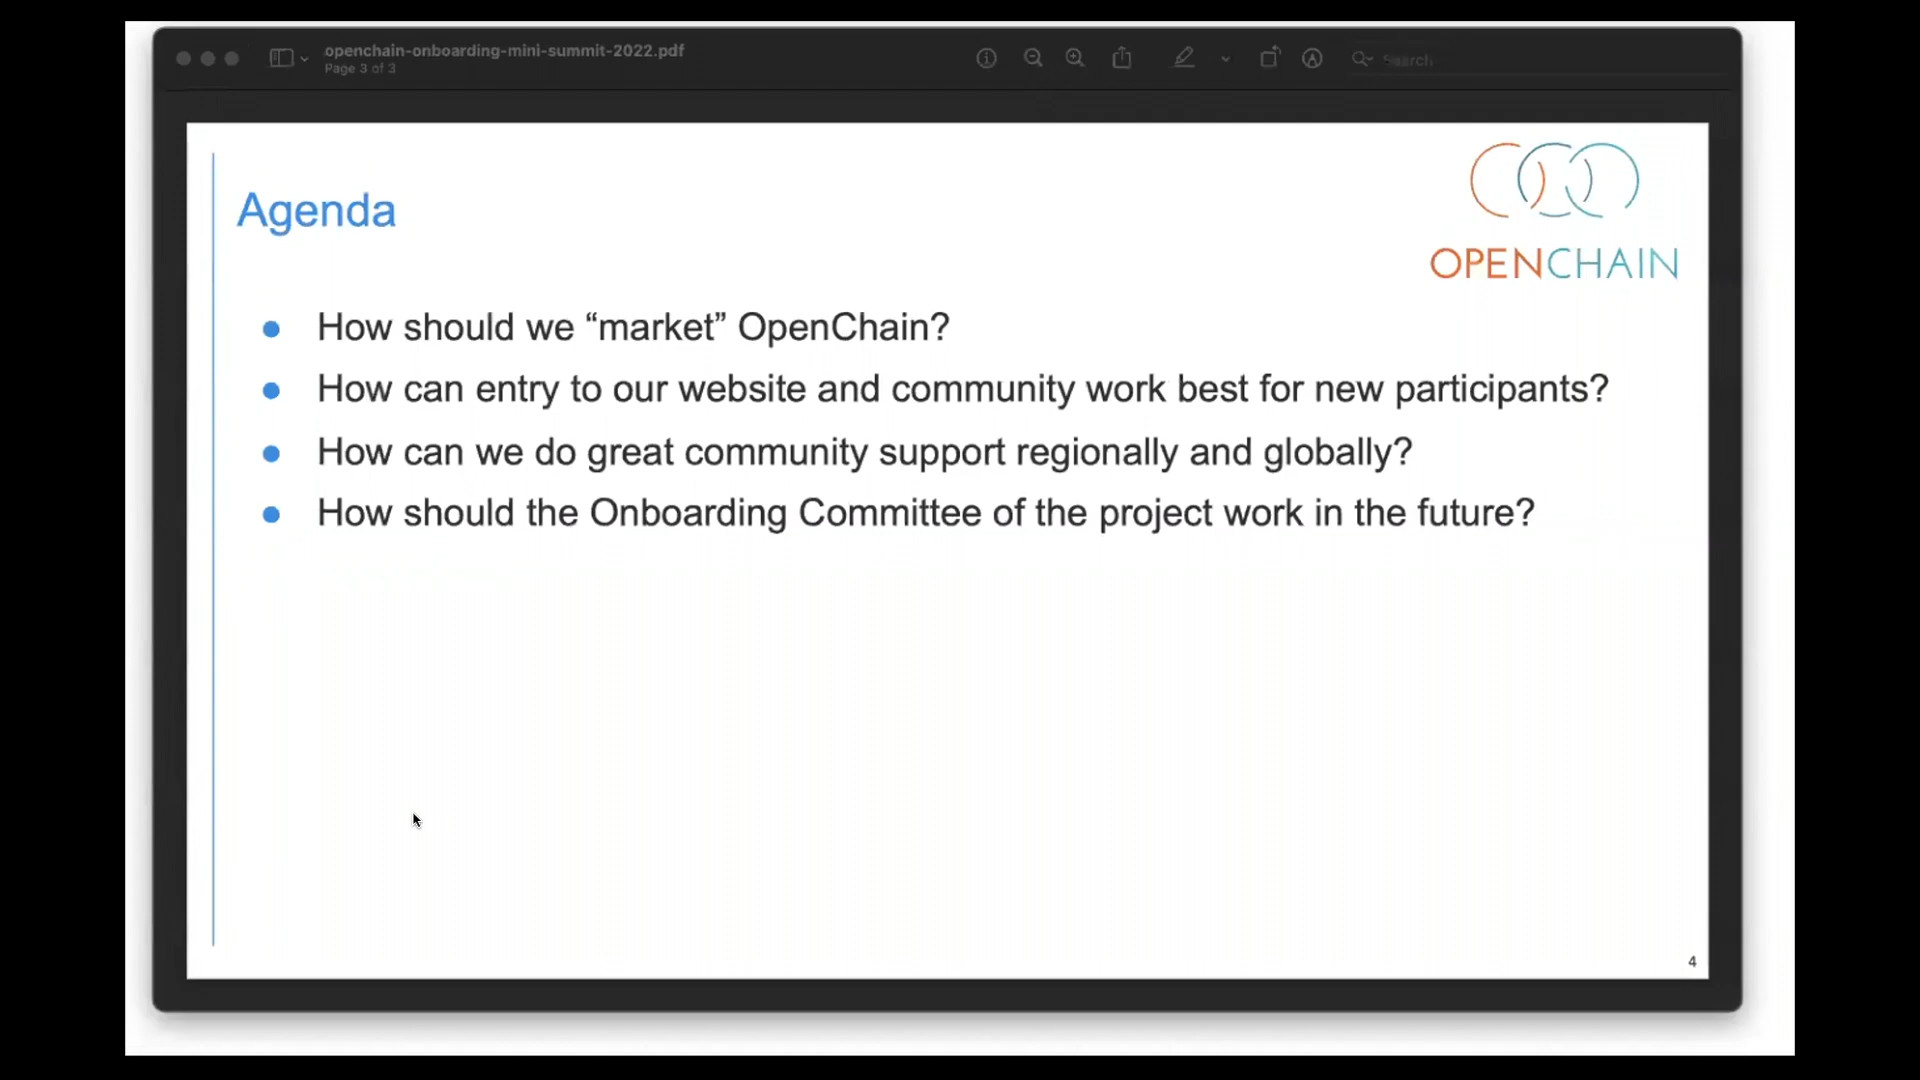 openchain-onboarding-mini-summit-2022.pdf
Page 3 of 3
Search
Agenda
OPENCHAIN
How should we “market” OpenChain?
How can entry to our website and community work best for new participants?
How can we do great community support regionally and globally?
How should the Onboarding Committee of the project work in the future?
4